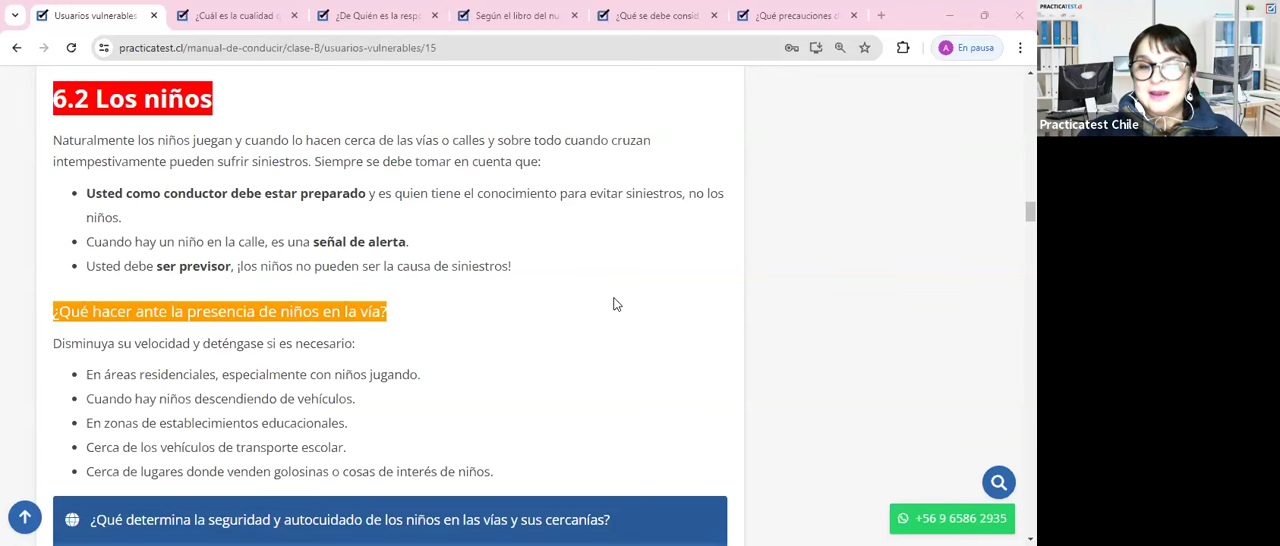 Usuarios vulnerables
¿Cuál es la cualidad c
¿De Quién es la resp
Según el libro del nu
¿Qué se debe consid
¿Qué precauciones d
practicatest.cl/manual-de-conducir/clase-B/usuarios-vulnerables/15
A En pausa
PRACTICATEST.cl
Practicatest Chile
6.2 Los niños
Naturalmente los niños juegan y cuando lo hacen cerca de las vías o calles y sobre todo cuando cruzan
intempestivamente pueden sufrir siniestros. Siempre se debe tomar en cuenta que:
• Usted como conductor debe estar preparado y es quien tiene el conocimiento para evitar siniestros, no los
niños.
• Cuando hay un niño en la calle, es una señal de alerta.
• Usted debe ser previsor, ¡los niños no pueden ser la causa de siniestros!
¿Qué hacer ante la presencia de niños en la vía?
Disminuya su velocidad y deténgase si es necesario:
• En áreas residenciales, especialmente con niños jugando.
• Cuando hay niños descendiendo de vehículos.
• En zonas de establecimientos educacionales.
• Cerca de los vehículos de transporte escolar.
• Cerca de lugares donde venden golosinas o cosas de interés de niños.
¿Qué determina la seguridad y autocuidado de los niños en las vías y sus cercanías?
+56 9 6586 2935